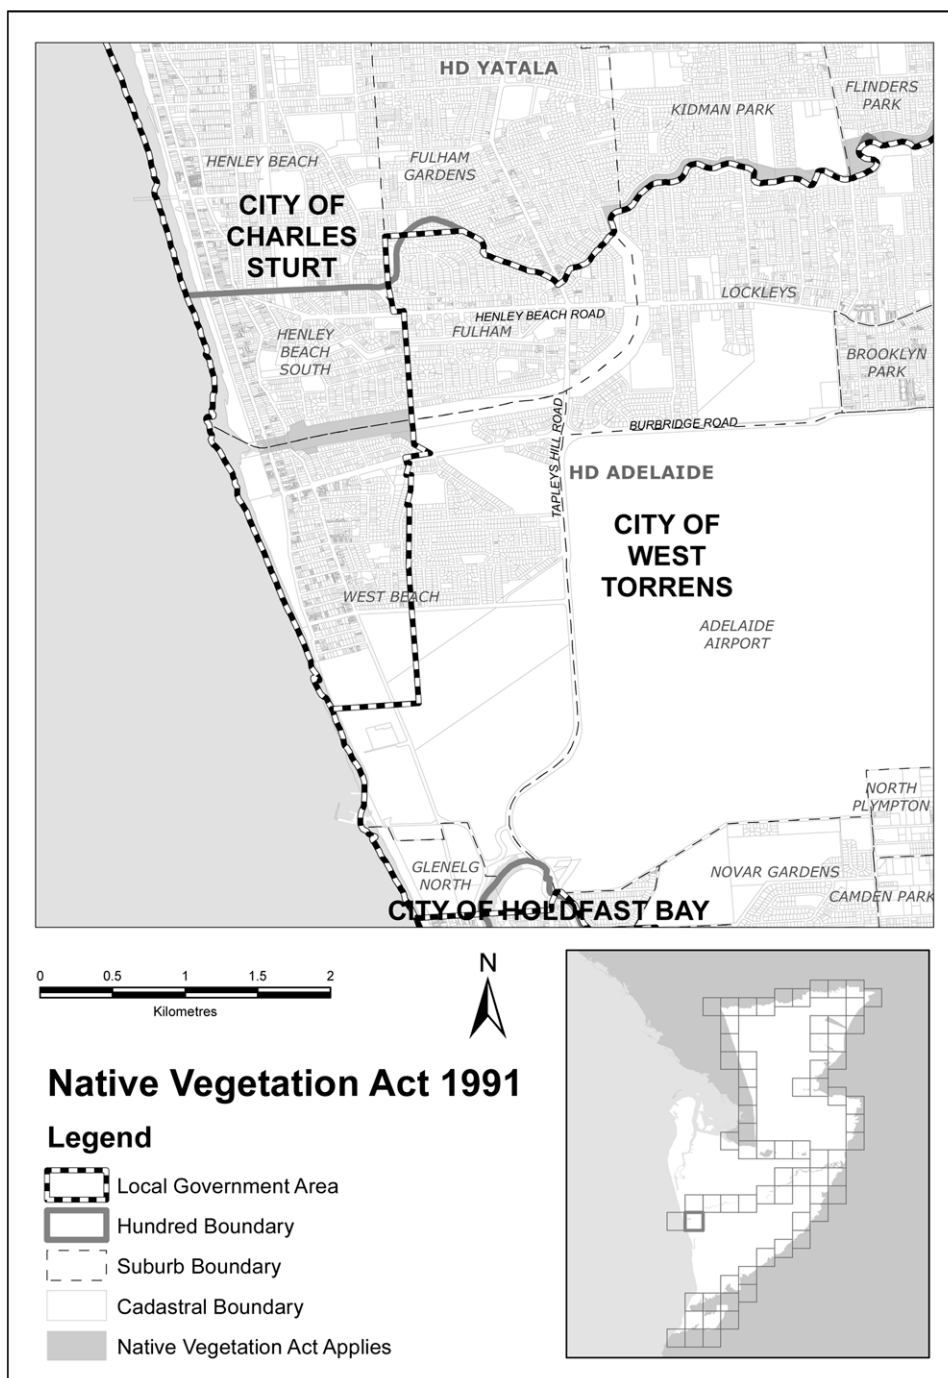 HD YATALA
FLINDERS
PARK
KIDMAN PARK
HENLEY BEACH
FULHAM
GARDENS
CITY OF
CHARLES
STURT
LOCKLEYS
HENLEY BEACH ROAD
HENLEY
BEACH
SOUTH
FULHAM
BROOKLYN
PARK
TAPLEYS HILL ROAD
BURBRIDGE ROAD
HD ADELAIDE
CITY OF
WEST
TORRENS
WEST BEACH
ADELAIDE
AIRPORT
NORTH
PLYMPTON
GLENELG
NORTH
NOVAR GARDENS
CAMDEN PARK
CITY OF HOLDFAST BAY
0 0.5 1 1.5 2
Kilometres
N
Native Vegetation Act 1991
Legend
Local Government Area
Hundred Boundary
Suburb Boundary
Cadastral Boundary
Native Vegetation Act Applies